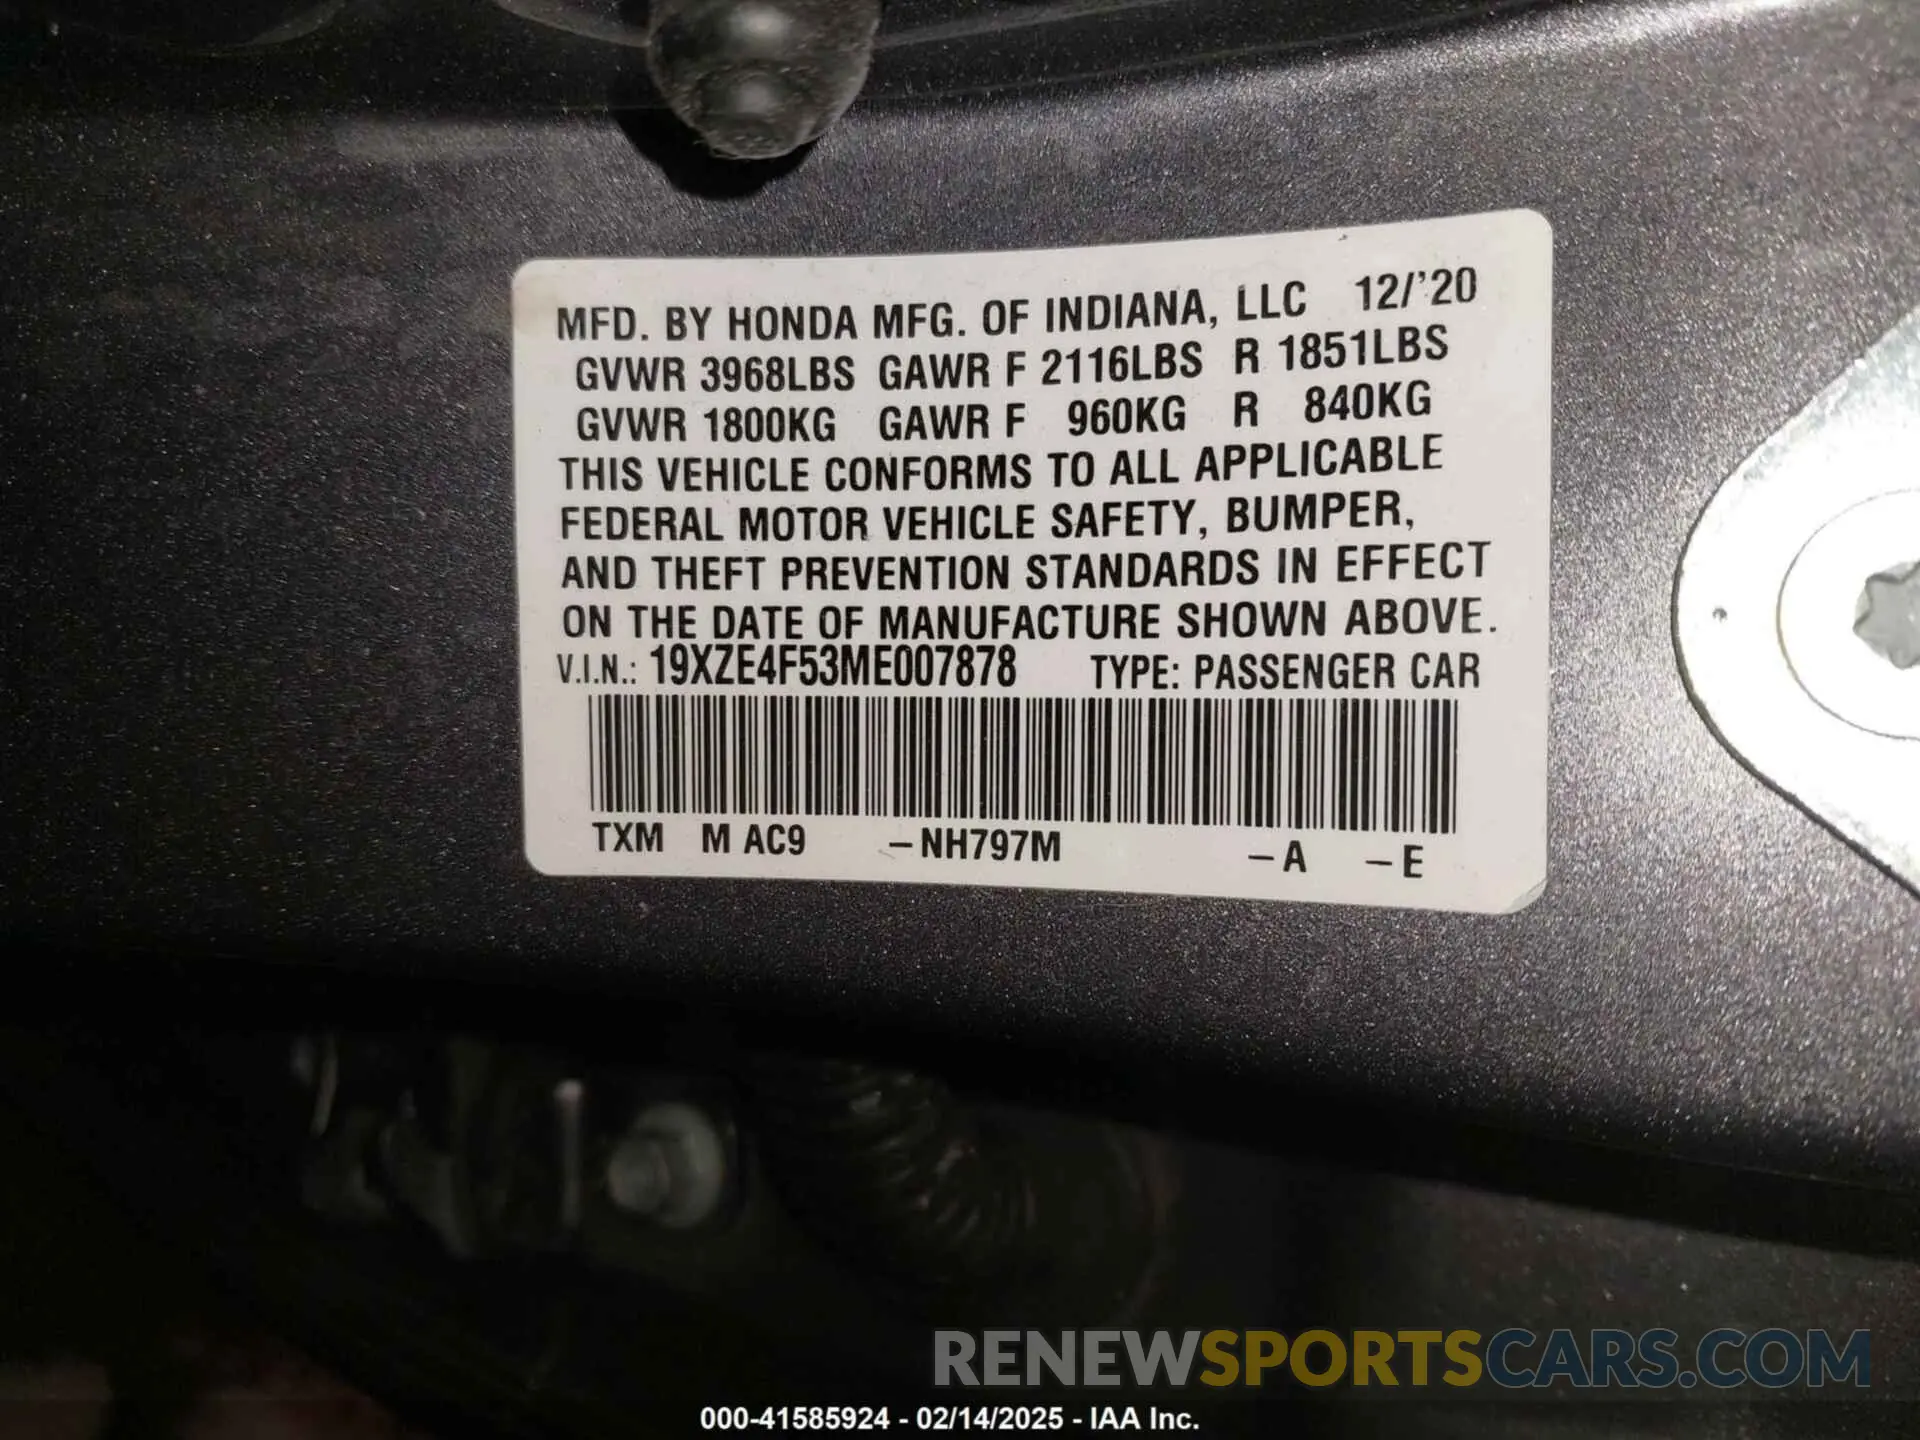 MFD. BY HONDA MFG. OF INDIANA, LLC 12/'20
GVWR 3968LBS GAWR F 2116LBS R 1851LBS
GVWR 1800KG GAWR F 960KG R 840KG
THIS VEHICLE CONFORMS TO ALL APPLICABLE
FEDERAL MOTOR VEHICLE SAFETY, BUMPER,
AND THEFT PREVENTION STANDARDS IN EFFECT
ON THE DATE OF MANUFACTURE SHOWN ABOVE.
V.I.N.: 19XZE4F53ME007878 TYPE: PASSENGER CAR
TXM M AC9 –NH797M –A –E
RENEWSPORTSCARS.COM
000-41585924 - 02/14/2025 - IAA Inc.